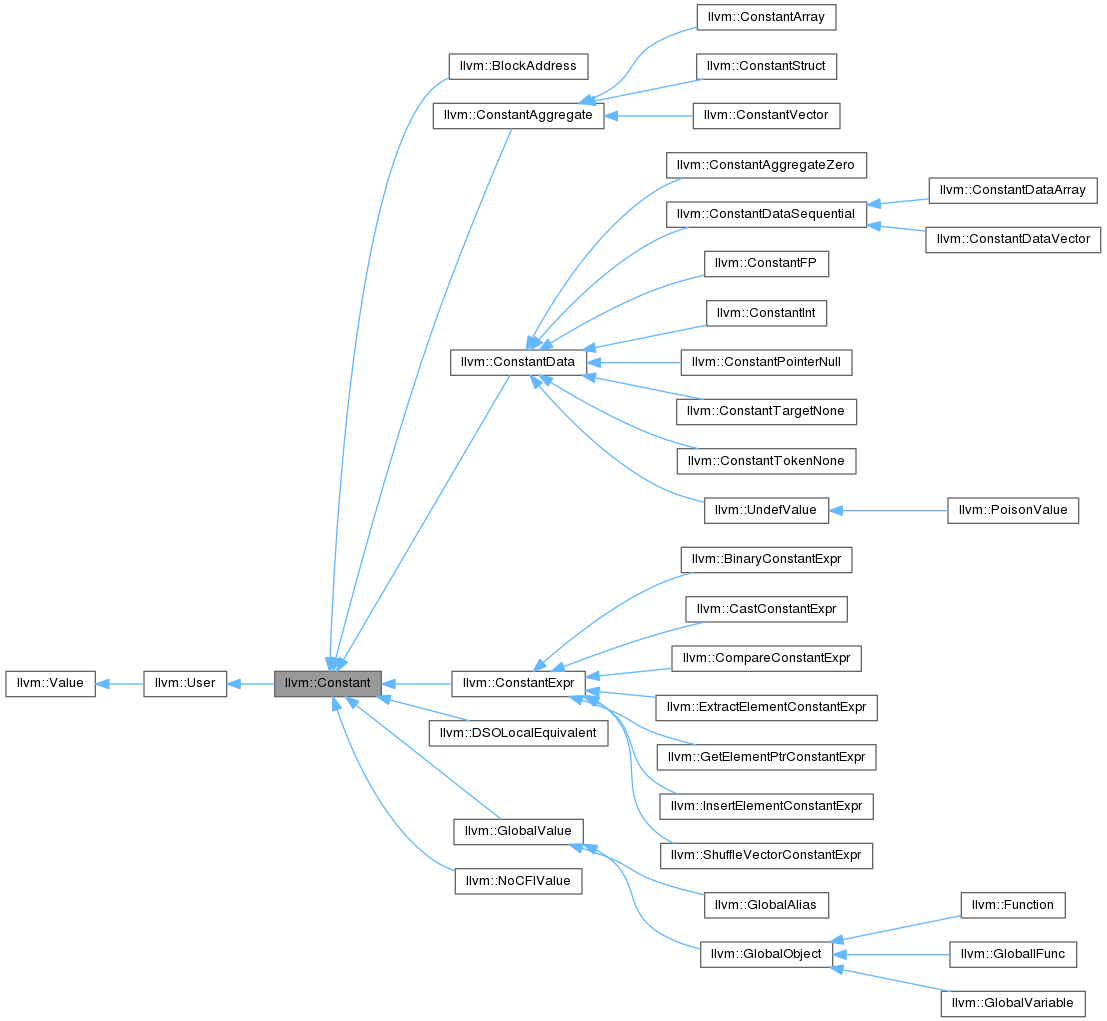 llvm::ConstantArray
llvm::BlockAddress
llvm::ConstantStruct
llvm::ConstantAggregate
llvm::ConstantVector
llvm::ConstantAggregateZero
llvm::ConstantDataArray
llvm::ConstantDataSequential
llvm::ConstantDataVector
llvm::ConstantFP
llvm::ConstantInt
llvm::ConstantData
llvm::ConstantPointerNull
llvm::ConstantTargetNone
llvm::ConstantTokenNone
llvm::UndefValue
llvm::PoisonValue
llvm::BinaryConstantExpr
llvm::CastConstantExpr
llvm::CompareConstantExpr
llvm::Value
llvm::User
llvm::Constant
llvm::ConstantExpr
llvm::ExtractElementConstantExpr
llvm::DSOLocalEquivalent
llvm::GetElementPtrConstantExpr
llvm::InsertElementConstantExpr
llvm::GlobalValue
llvm::ShuffleVectorConstantExpr
llvm::NoCFIValue
llvm::GlobalAlias
llvm::Function
llvm::GlobalObject
llvm::GlobalIFunc
llvm::GlobalVariable